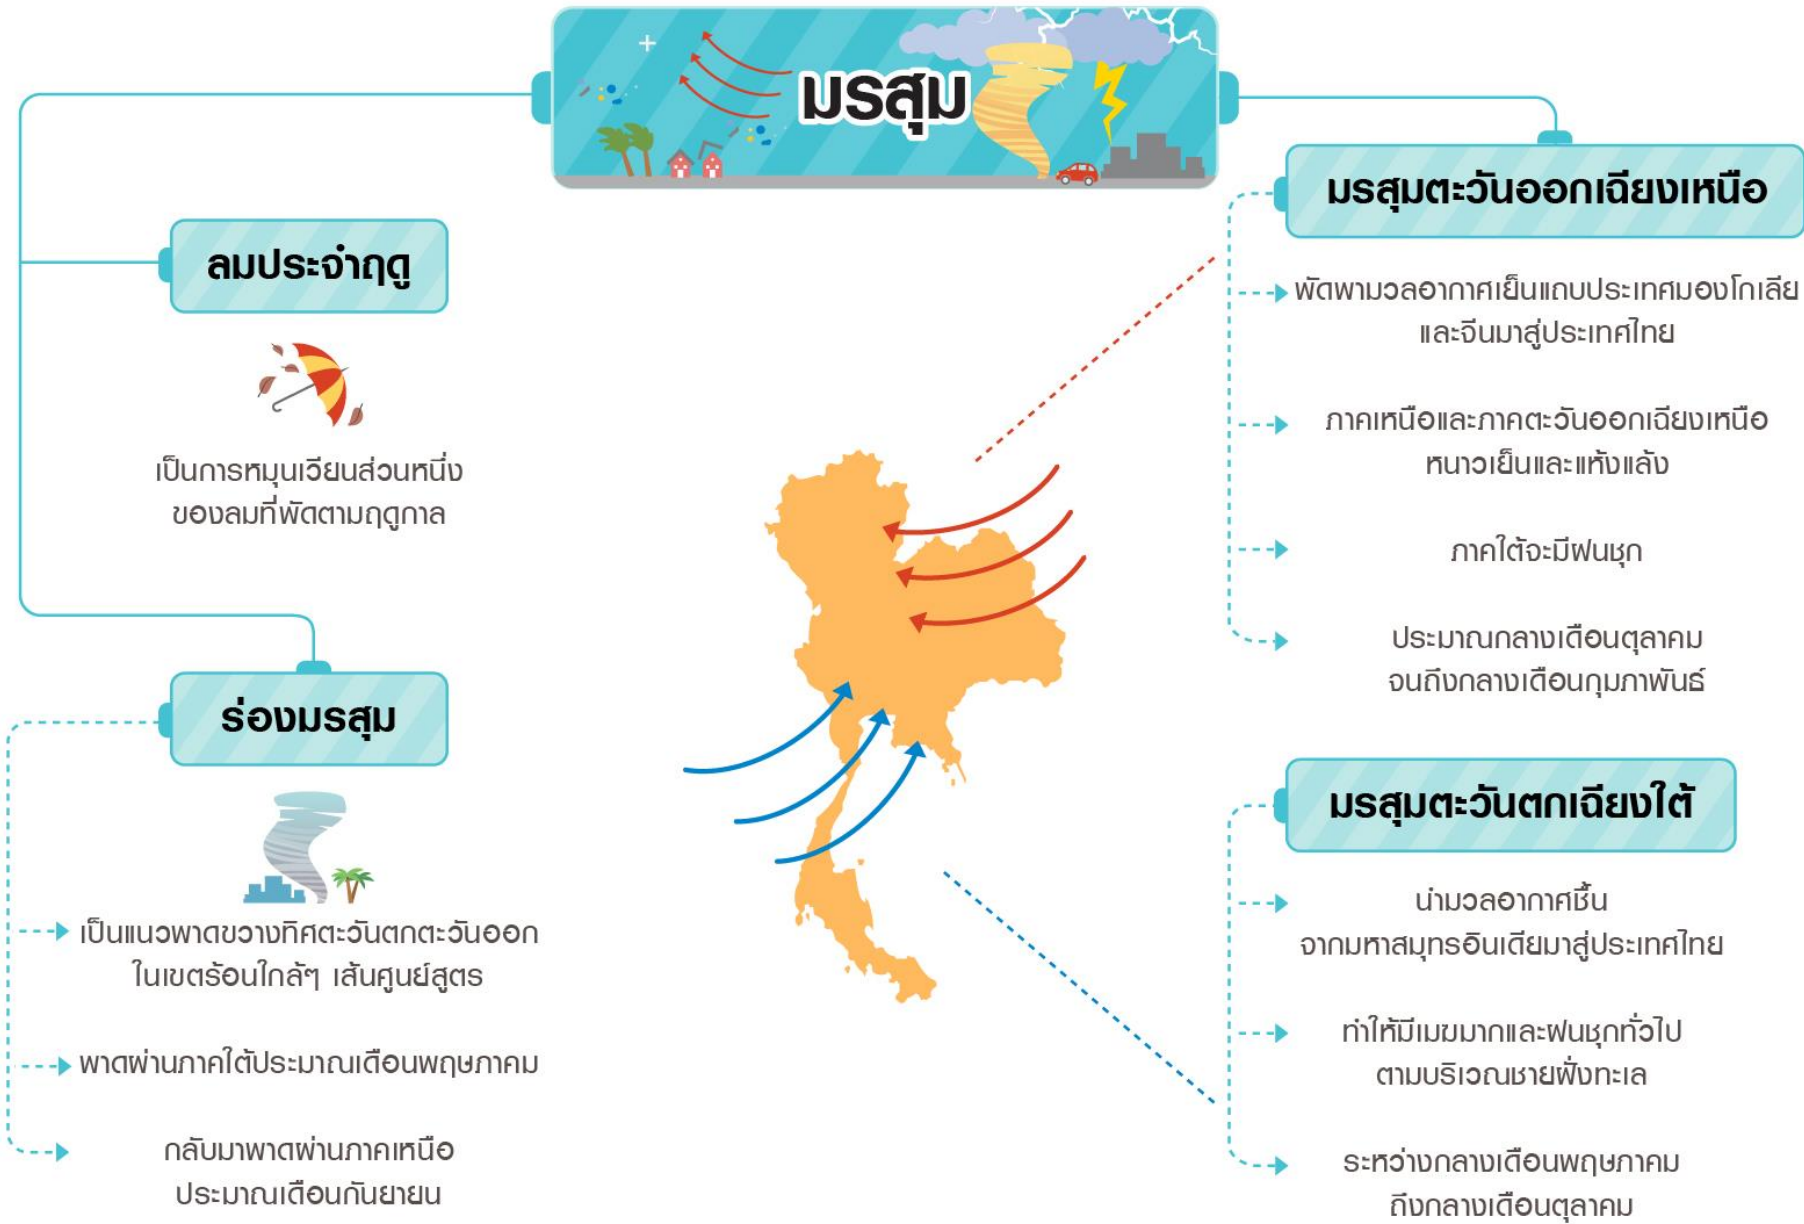 มรสุม
ลมประจำฤดู
เป็นการหมุนเวียนส่วนหนึ่ง
ของลมที่พัดตามฤดูกาล
ร่องมรสุม
เป็นแนวพาดขวางทิศตะวันตกตะวันออก
ในเขตร้อนใกล้ๆ เส้นศูนย์สูตร
พาดผ่านภาคใต้ประมาณเดือนพฤษภาคม
กลับมาพาดผ่านภาคเหนือ
ประมาณเดือนกันยายน
มรสุมตะวันออกเฉียงเหนือ
พัดพามวลอากาศเย็นแถบประเทศมองโกเลีย
และจีนมาสู่ประเทศไทย
ภาคเหนือและภาคตะวันออกเฉียงเหนือ
หนาวเย็นและแห้งแล้ง
ภาคใต้จะมีฝนชุก
ประมาณกลางเดือนตุลาคม
จนถึงกลางเดือนกุมภาพันธ์
มรสุมตะวันตกเฉียงใต้
นำมวลอากาศชื้น
จากมหาสมุทรอินเดียมาสู่ประเทศไทย
ทำให้มีเมฆมากและฝนชุกทั่วไป
ตามบริเวณชายฝั่งทะเล
ระหว่างกลางเดือนพฤษภาคม
ถึงกลางเดือนตุลาคม